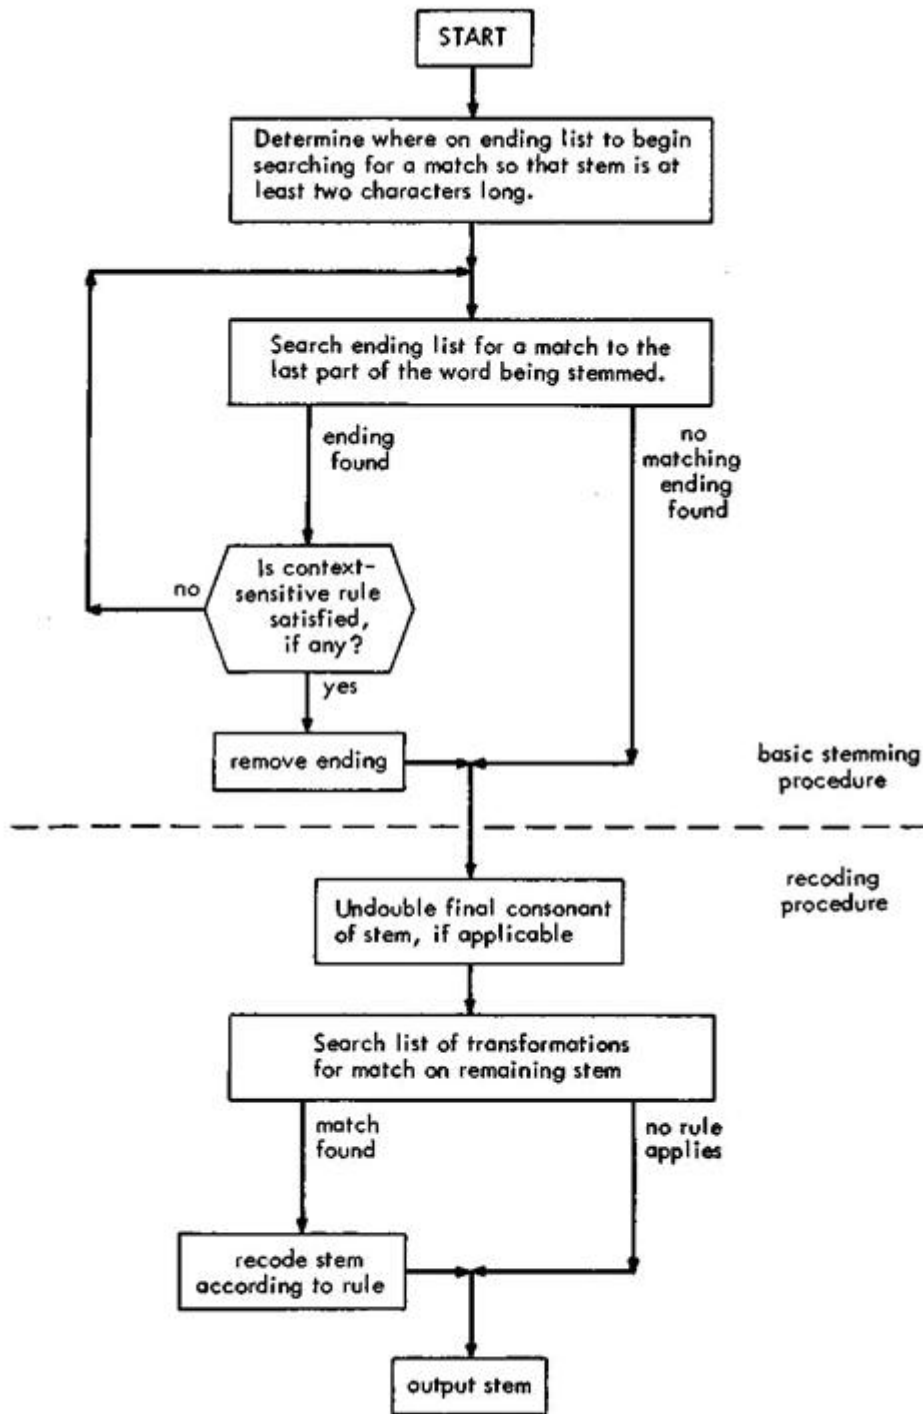 START
Determine where on ending list to begin
searching for a match so that stem is at
least two characters long.
Search ending list for a match to the
last part of the word being stemmed.
ending
found
no
matching
ending
found
Is context-
sensitive rule
satisfied,
if any?
no
yes
remove ending
basic stemming
procedure
recoding
procedure
Undouble final consonant
of stem, if applicable
Search list of transformations
for match on remaining stem
match
found
no rule
applies
recode stem
according to rule
output stem